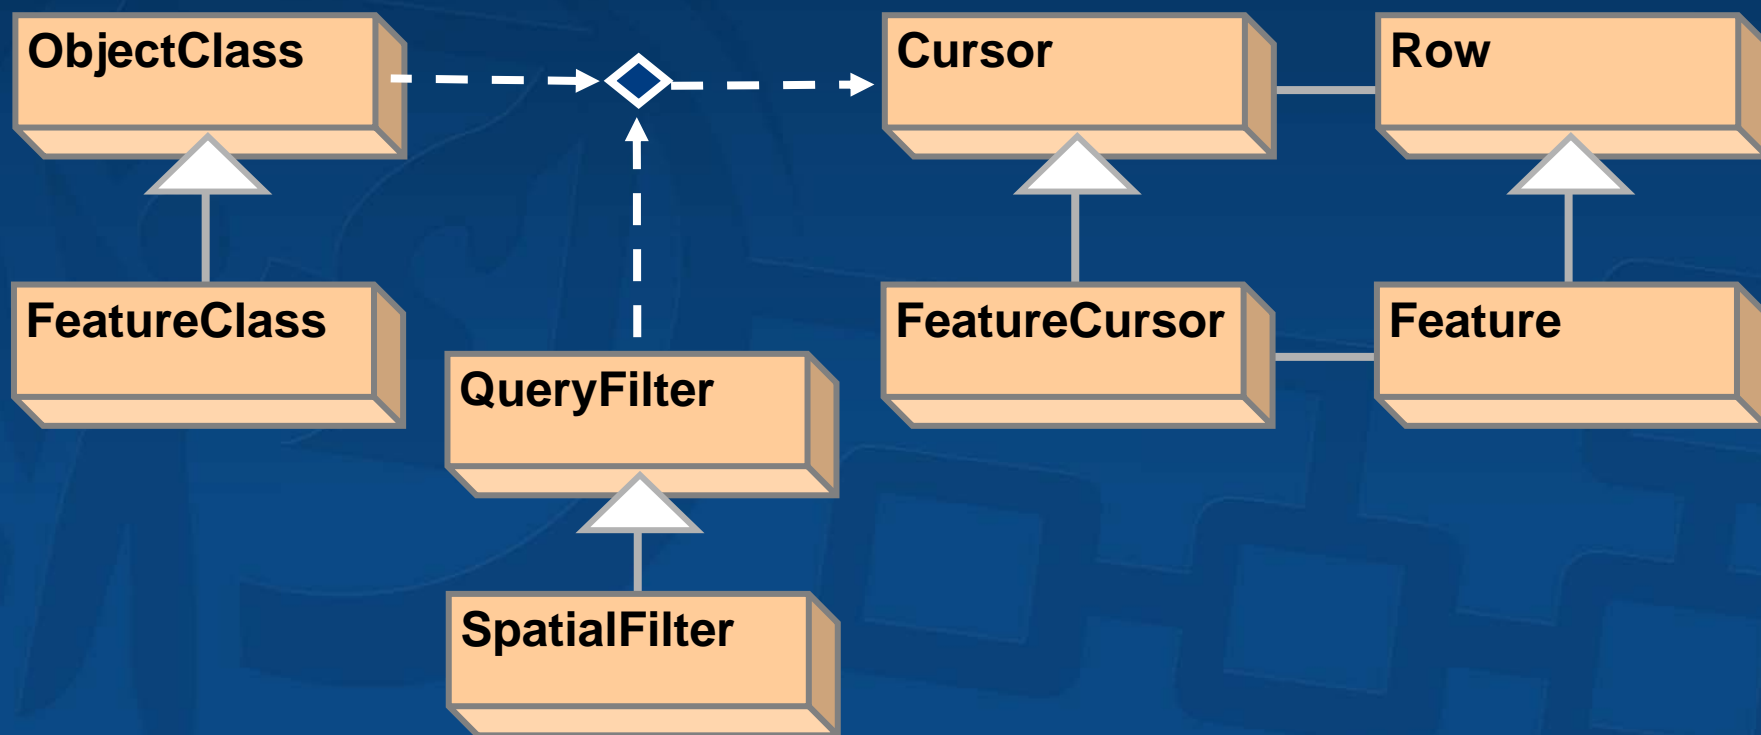 ObjectClass
Cursor
Row
FeatureClass
FeatureCursor
Feature
QueryFilter
SpatialFilter